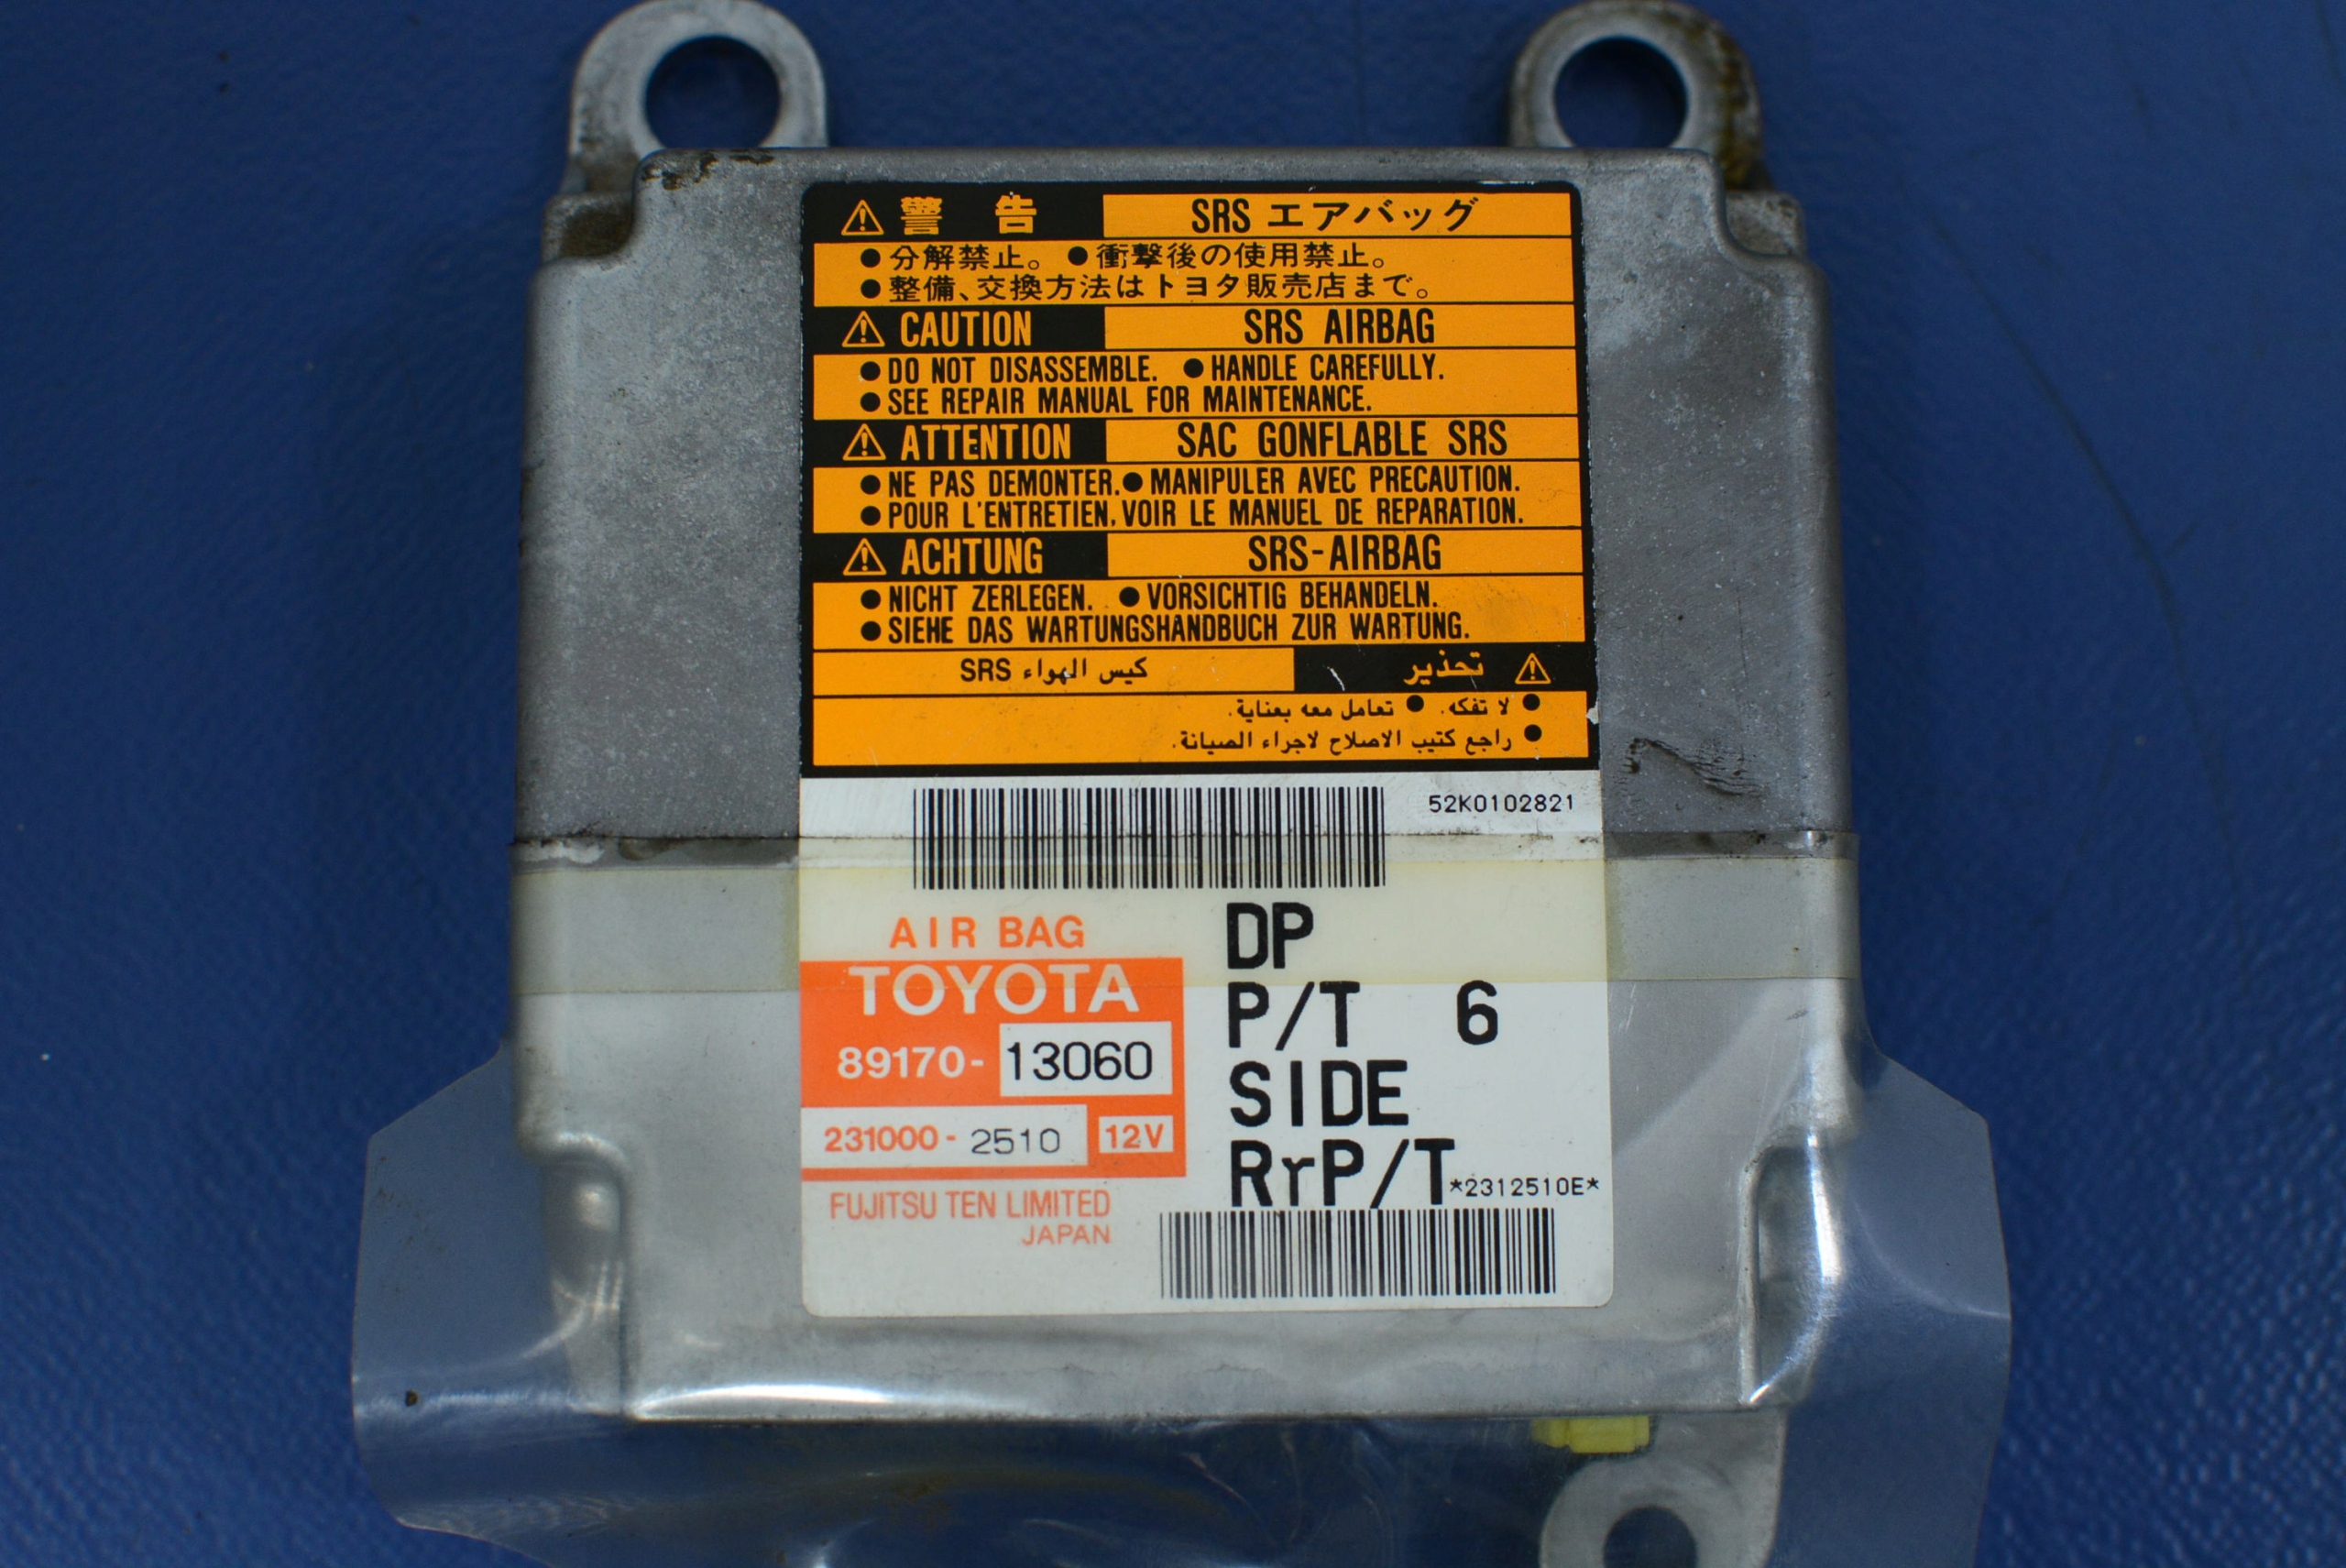 ⚠ 警 告 SRS エアバッグ
●分解禁止。 ●衝撃後の使用禁止。
●整備、交換方法はトヨタ販売店まで。
⚠ CAUTION SRS AIRBAG
●DO NOT DISASSEMBLE. ●HANDLE CAREFULLY.
●SEE REPAIR MANUAL FOR MAINTENANCE.
⚠ ATTENTION SAC GONFLABLE SRS
●NE PAS DEMONTER. ●MANIPULER AVEC PRECAUTION.
●POUR L'ENTRETIEN, VOIR LE MANUEL DE REPARATION.
⚠ ACHTUNG SRS-AIRBAG
●NICHT ZERLEGEN. ●VORSICHTIG BEHANDELN.
●SIEHE DAS WARTUNGSHANDBUCH ZUR WARTUNG.
⚠ تحذير كيس الهواء SRS
● لا تفكه. ● تعامل معه بعناية.
● راجع كتيب الاصلاح لاجراء الصيانة.
52K0102821
AIR BAG
TOYOTA
89170-13060
231000-2510 12V
FUJITSU TEN LIMITED
JAPAN
DP
P/T 6
SIDE
RrP/T
*2312510E*